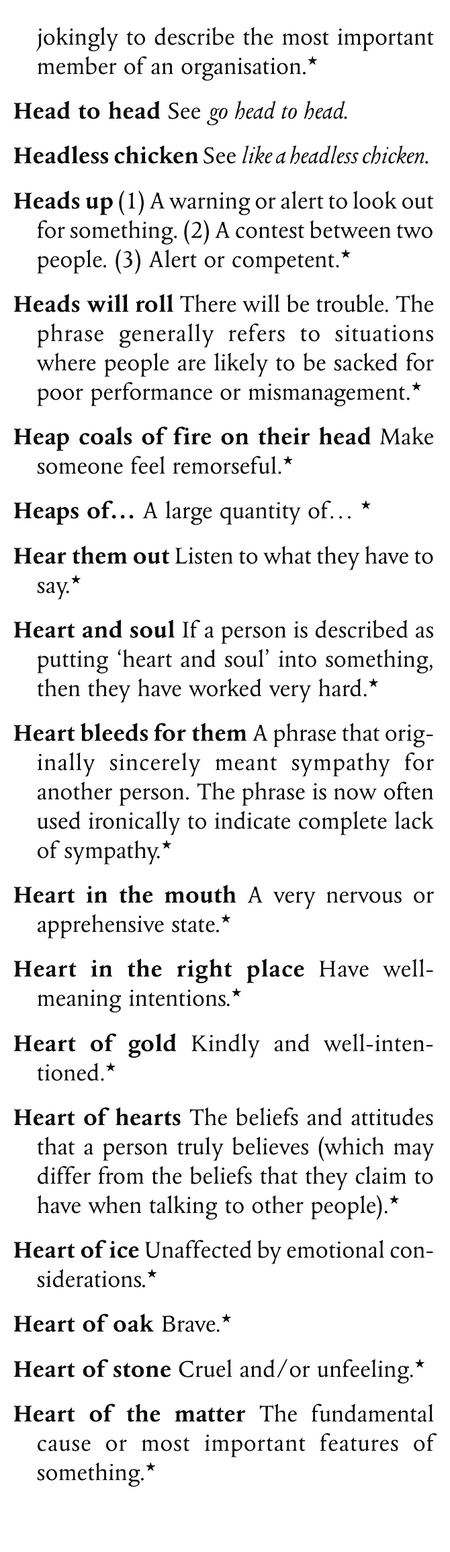 jokingly to describe the most important
member of an organisation.★
Head to head See go head to head.
Headless chicken See like a headless chicken.
Heads up (1) A warning or alert to look out
for something. (2) A contest between two
people. (3) Alert or competent.★
Heads will roll There will be trouble. The
phrase generally refers to situations
where people are likely to be sacked for
poor performance or mismanagement.★
Heap coals of fire on their head Make
someone feel remorseful.★
Heaps of… A large quantity of… ★
Hear them out Listen to what they have to
say.★
Heart and soul If a person is described as
putting ‘heart and soul’ into something,
then they have worked very hard.★
Heart bleeds for them A phrase that orig-
inally sincerely meant sympathy for
another person. The phrase is now often
used ironically to indicate complete lack
of sympathy.★
Heart in the mouth A very nervous or
apprehensive state.★
Heart in the right place Have well-
meaning intentions.★
Heart of gold Kindly and well-inten-
tioned.★
Heart of hearts The beliefs and attitudes
that a person truly believes (which may
differ from the beliefs that they claim to
have when talking to other people).★
Heart of ice Unaffected by emotional con-
siderations.★
Heart of oak Brave.★
Heart of stone Cruel and/or unfeeling.★
Heart of the matter The fundamental
cause or most important features of
something.★